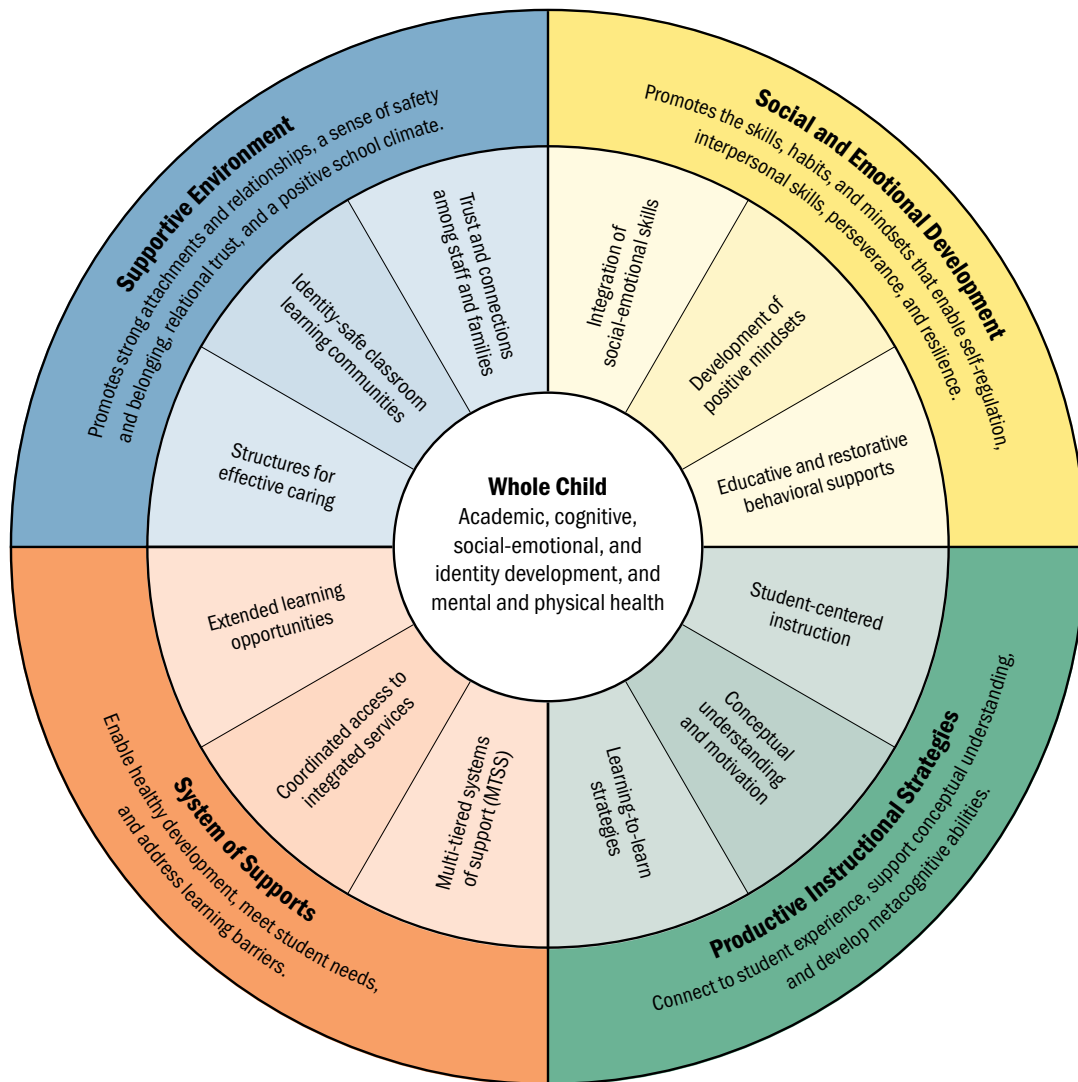 Supportive Environment
Promotes strong attachments and relationships, a sense of safety
and belonging, relational trust, and a positive school climate.
Structures for
effective caring
Identity-safe classroom
learning communities
Trust and connections
among staff and families
Social and Emotional Development
Promotes the skills, habits, and mindsets that enable self-regulation,
interpersonal skills, perseverance, and resilience.
Integration of
social-emotional skills
Development of
positive mindsets
Educative and restorative
behavioral supports
Whole Child
Academic, cognitive,
social-emotional, and
identity development, and
mental and physical health
Student-centered
instruction
Conceptual
understanding
and motivation
Learning-to-learn
strategies
Productive Instructional Strategies
Connect to student experience, support conceptual understanding,
and develop metacognitive abilities.
Extended learning
opportunities
Coordinated access to
integrated services
Multi-tiered systems
of support (MTSS)
System of Supports
Enable healthy development, meet student needs,
and address learning barriers.